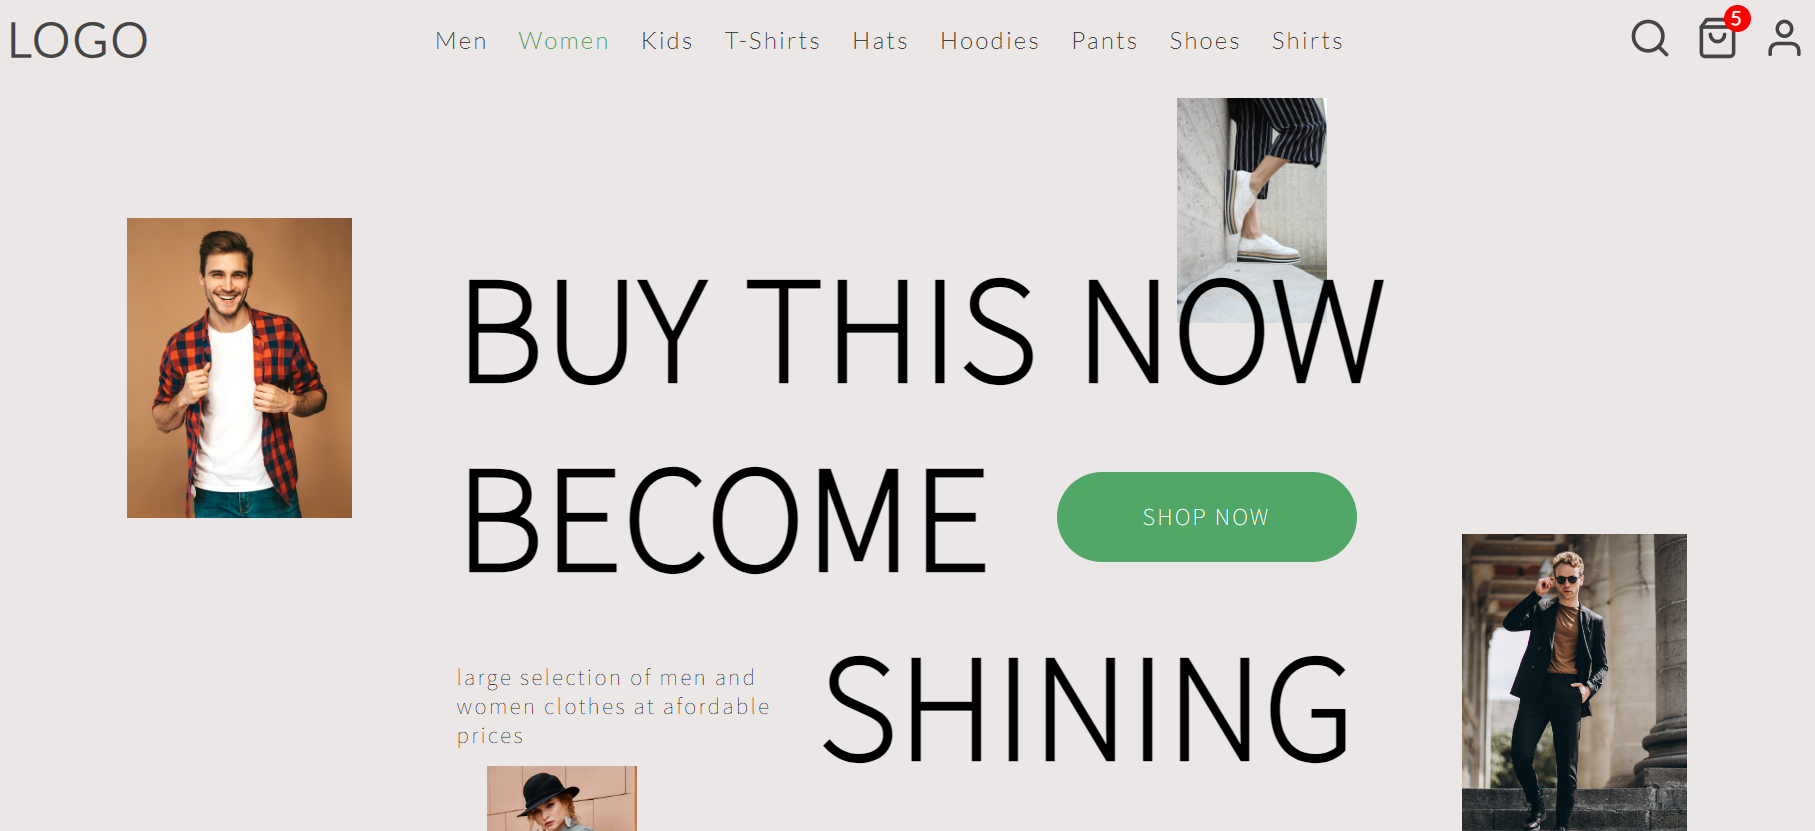 LOGO
Men Women Kids T-Shirts Hats Hoodies Pants Shoes Shirts
5
BUY THIS NOW
BECOME
SHOP NOW
large selection of men and
women clothes at afordable
prices
SHINING